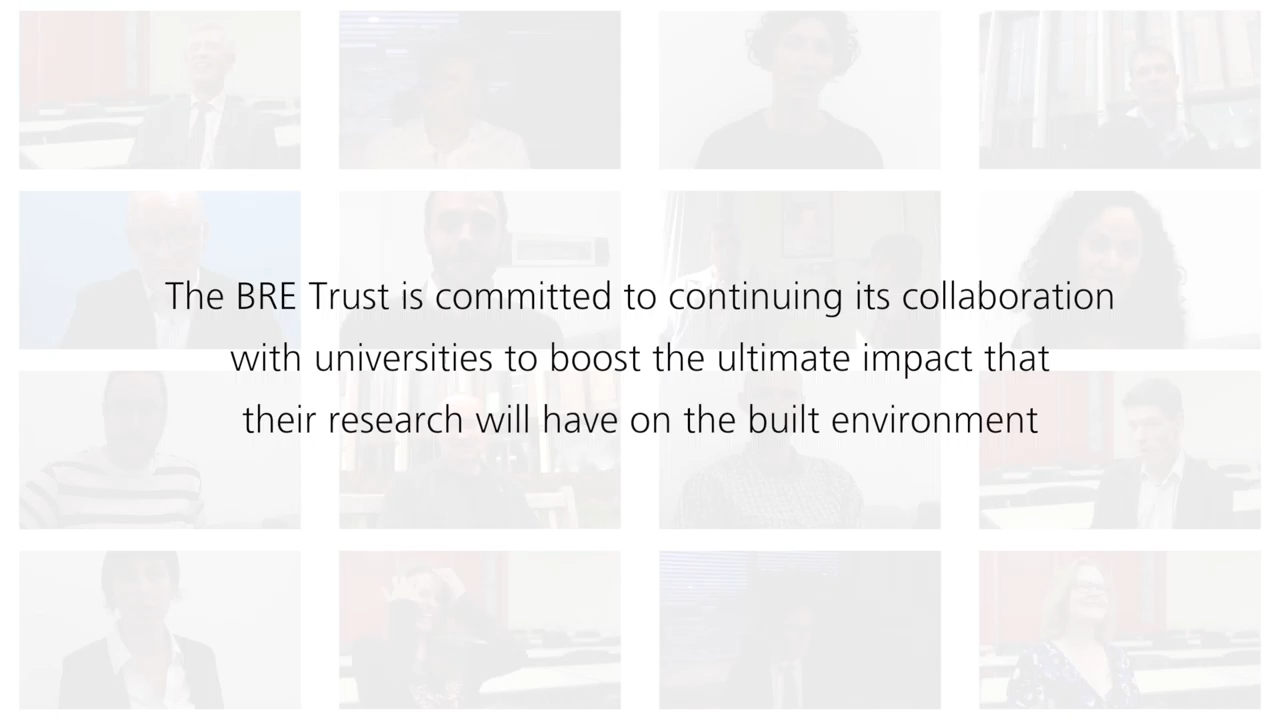 The BRE Trust is committed to continuing its collaboration
with universities to boost the ultimate impact that
their research will have on the built environment